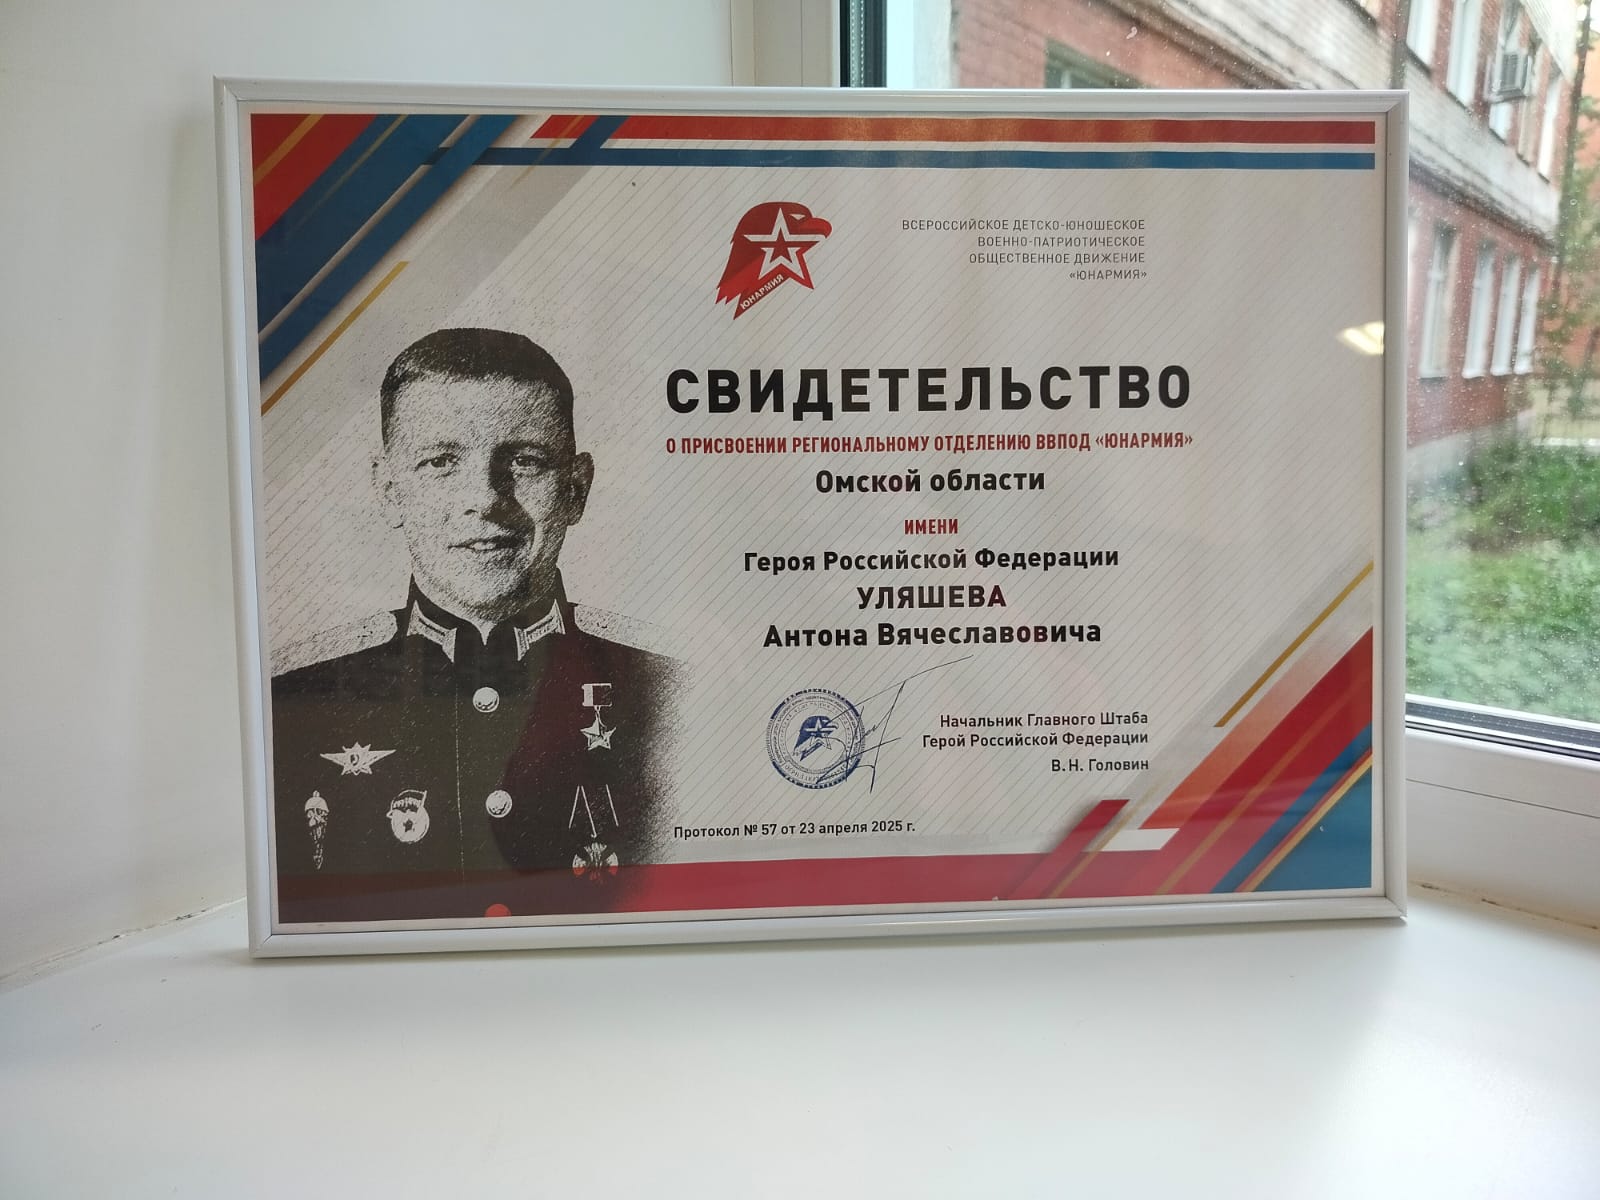 ЮНАРМИЯ
ВСЕРОССИЙСКОЕ ДЕТСКО-ЮНОШЕСКОЕ
ВОЕННО-ПАТРИОТИЧЕСКОЕ
ОБЩЕСТВЕННОЕ ДВИЖЕНИЕ
«ЮНАРМИЯ»
СВИДЕТЕЛЬСТВО
О ПРИСВОЕНИИ РЕГИОНАЛЬНОМУ ОТДЕЛЕНИЮ ВВПОД «ЮНАРМИЯ»
Омской области
ИМЕНИ
Героя Российской Федерации
УЛЯШЕВА
Антона Вячеславовича
Начальник Главного Штаба
Герой Российской Федерации
В.Н. Головин
Протокол № 57 от 23 апреля 2025 г.